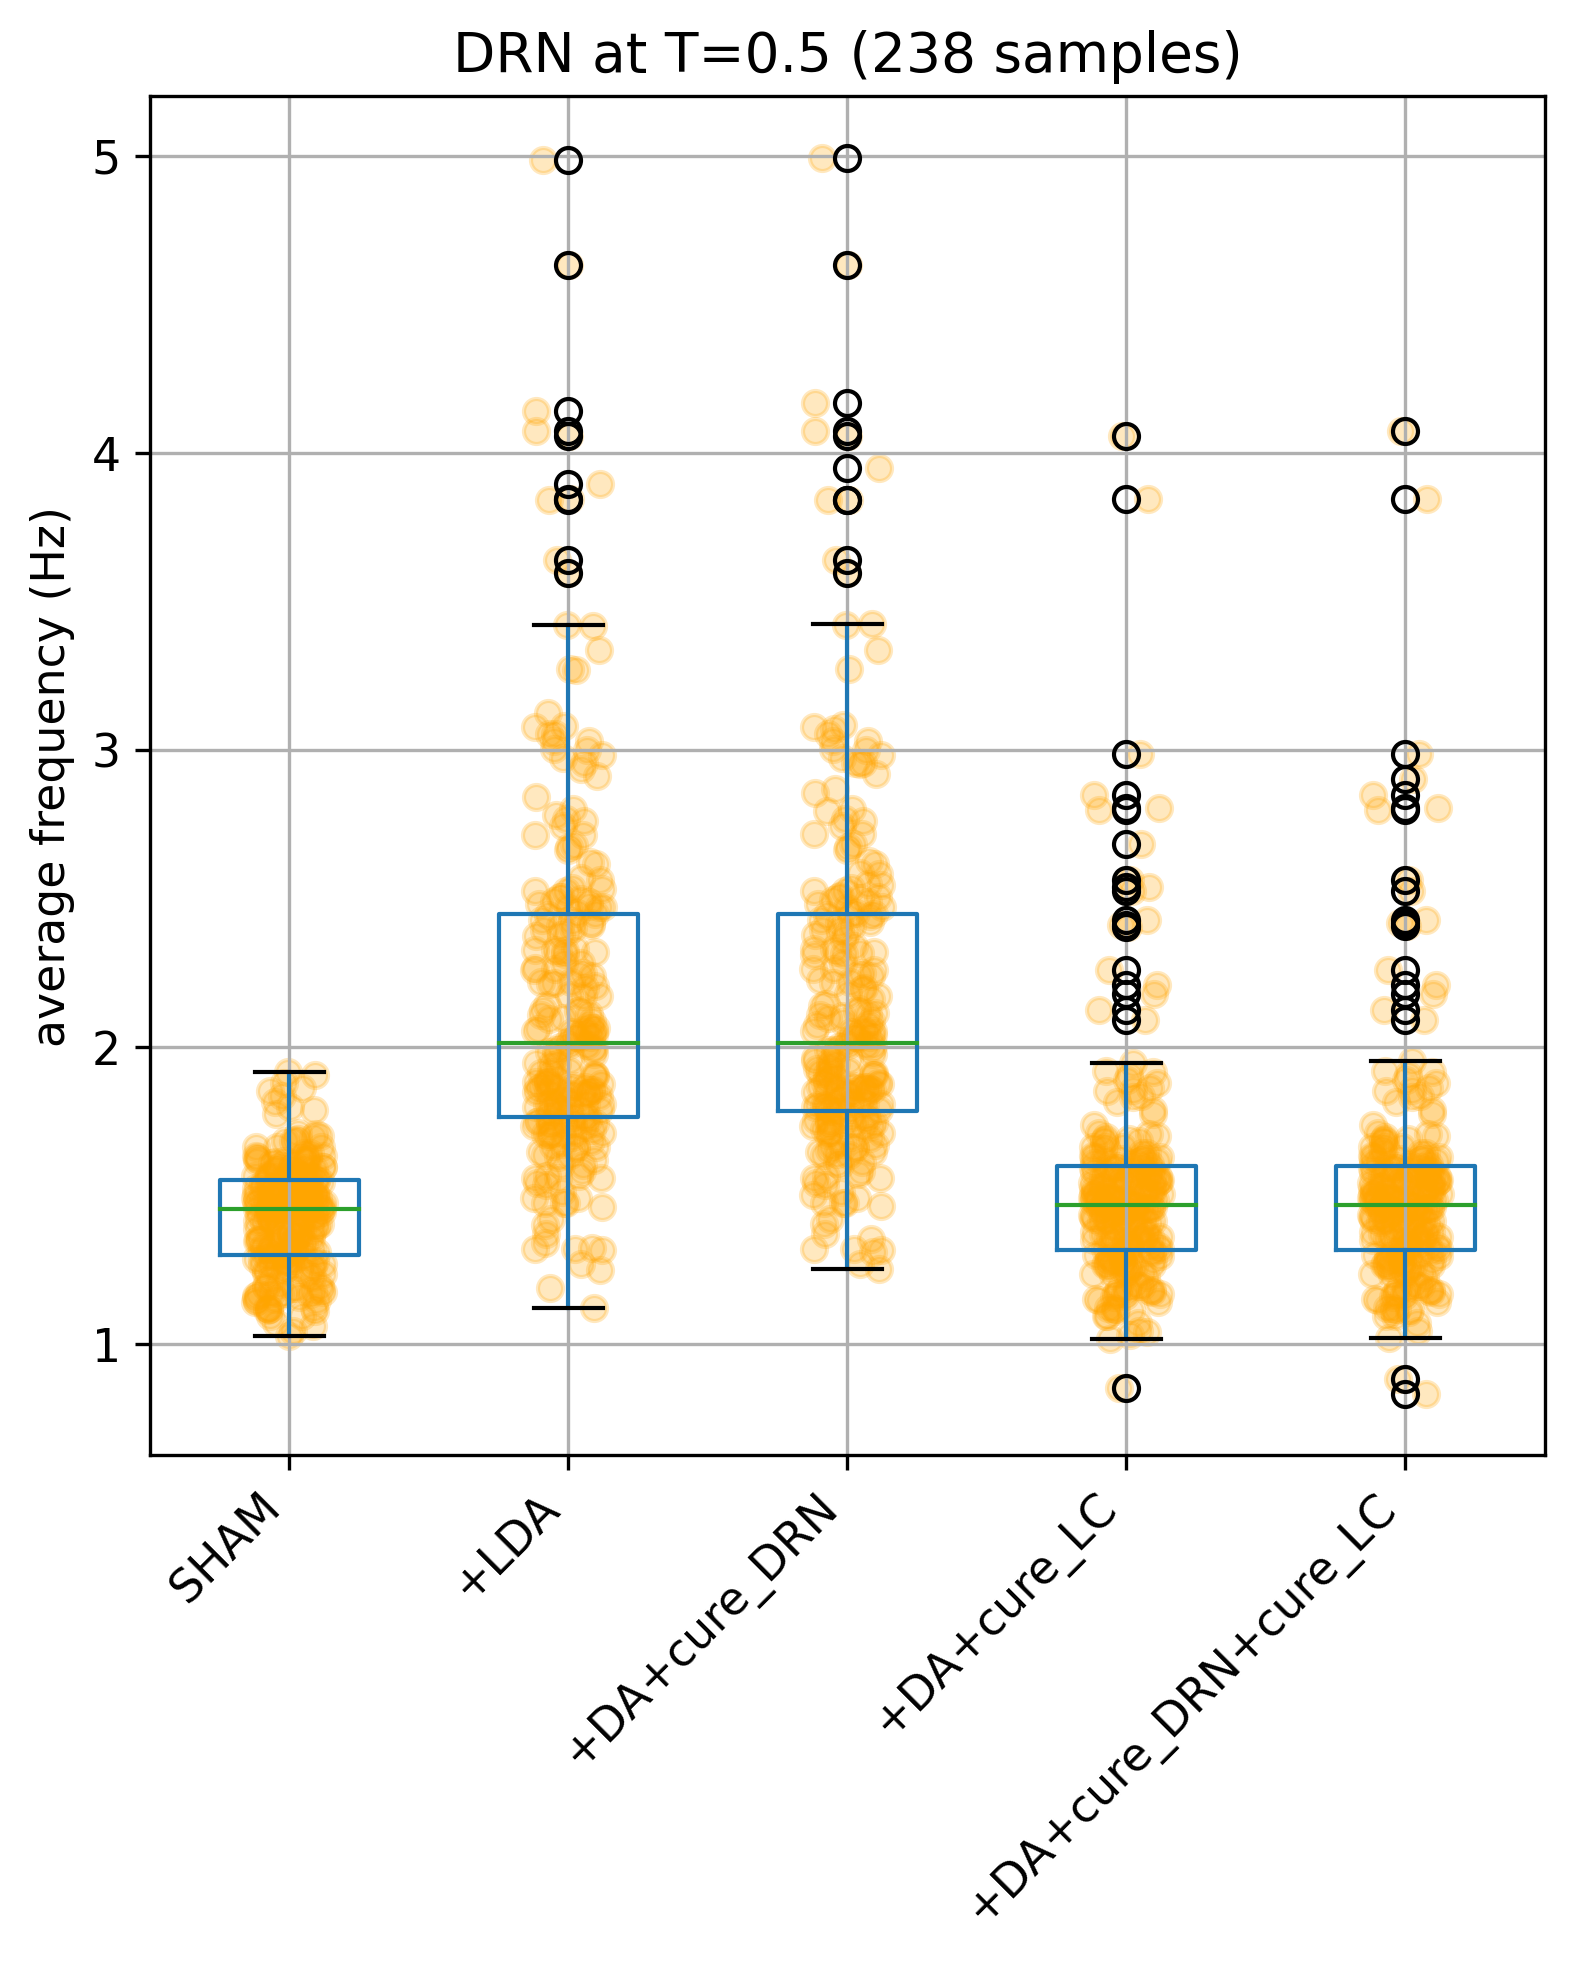 DRN at T=0.5 (238 samples)
average frequency (Hz)
5
4
3
2
1
SHAM
+LDA
+DA+cure_DRN
+DA+cure_LC
+DA+cure_DRN+cure_LC